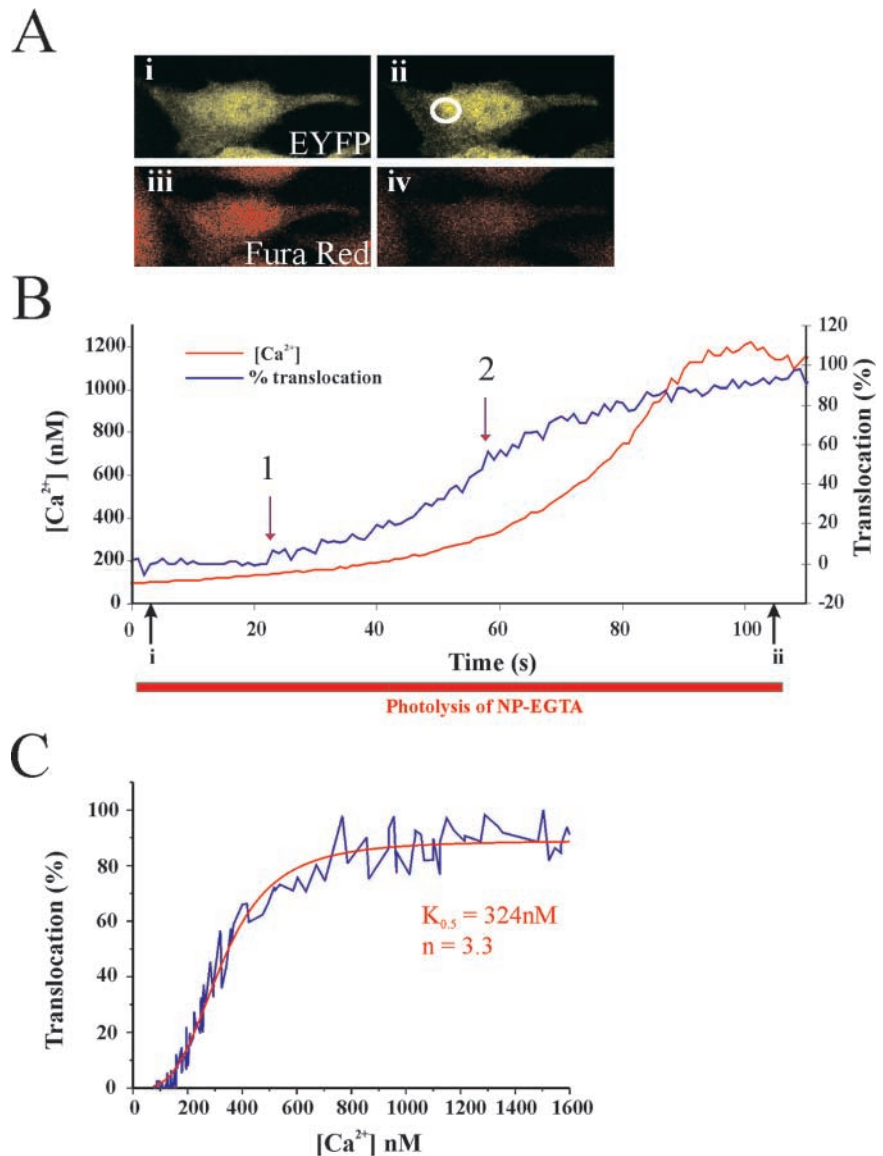 A
i
ii
EYFP
iii
iv
Fura Red
B
[Ca²⁺]
% translocation
1
2
[Ca²⁺] (nM)
1200
1000
800
600
400
200
0
Translocation (%)
120
100
80
60
40
20
0
-20
0 20 40 60 80 100
i
ii
Time (s)
Photolysis of NP-EGTA
C
Translocation (%)
100
80
60
40
20
0
K₀.₅ = 324nM
n = 3.3
0 200 400 600 800 1000 1200 1400 1600
[Ca²⁺] nM